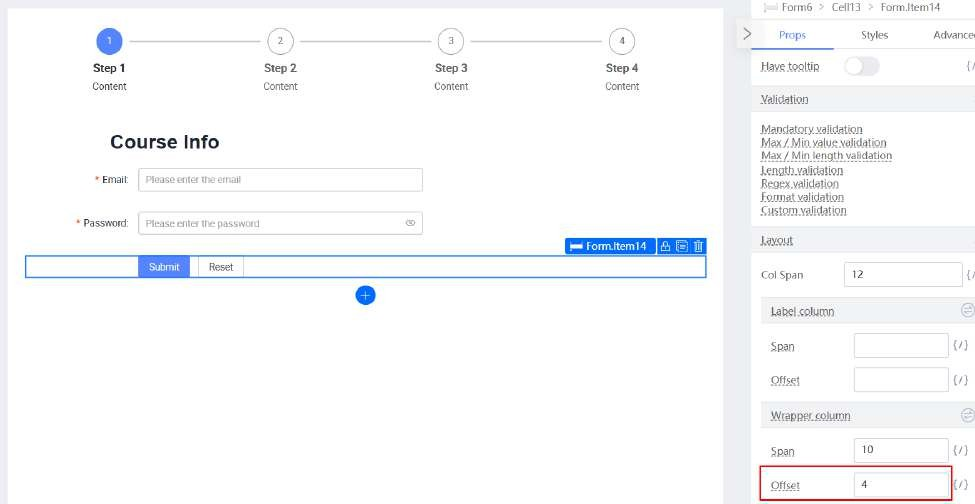 1
2
3
4
Step 1
Step 2
Step 3
Step 4
Content
Content
Content
Content
Course Info
* Email:
Please enter the email
* Password:
Please enter the password
Form.Item14
Submit
Reset
Form6 > Cell13 > Form.Item14
Props
Styles
Advanced
Have tooltip
Validation
Mandatory validation
Max / Min value validation
Max / Min length validation
Length validation
Regex validation
Format validation
Custom validation
Layout
Col Span
12
Label column
Span
{/}
Offset
{/}
Wrapper column
Span
10
{/}
Offset
4
{/}